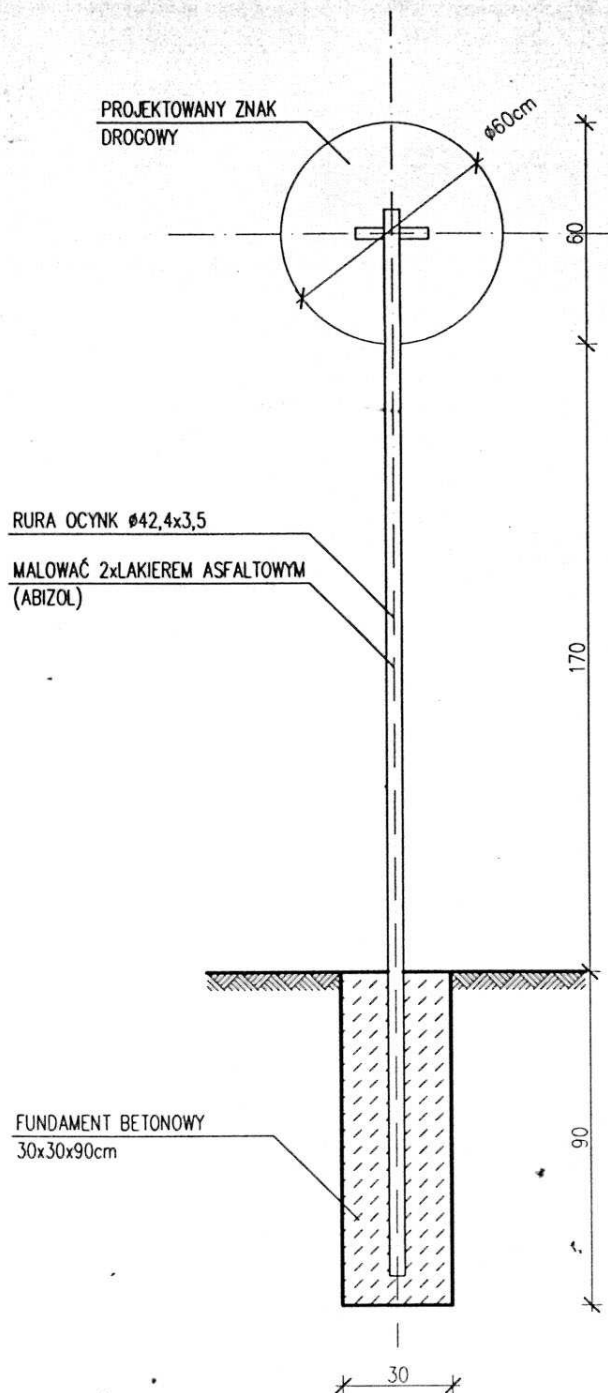 PROJEKTOWANY ZNAK
DROGOWY
ø60cm
60
RURA OCYNK ø42,4x3,5
MALOWAĆ 2xLAKIEREM ASFALTOWYM
(ABIZOL)
170
FUNDAMENT BETONOWY
30x30x90cm
90
30